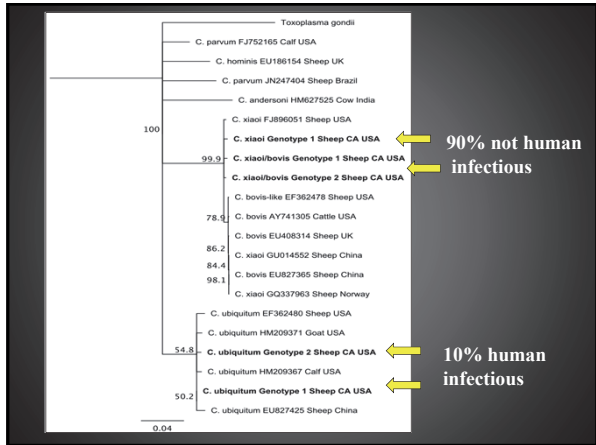 Toxoplasma gondii
C. parvum FJ752165 Calf USA
C. hominis EU186154 Sheep UK
C. parvum JN247404 Sheep Brazil
C. andersoni HM627525 Cow India
100
C. xiaoi FJ896051 Sheep USA
C. xiaoi Genotype 1 Sheep CA USA
99.9
C. xiaoi/bovis Genotype 1 Sheep CA USA
C. xiaoi/bovis Genotype 2 Sheep CA USA
90% not human
infectious
C. bovis-like EF362478 Sheep USA
78.9
C. bovis AY741305 Cattle USA
C. bovis EU408314 Sheep UK
86.2
C. xiaoi GU014552 Sheep China
84.4
C. bovis EU827365 Sheep China
98.1
C. xiaoi GQ337963 Sheep Norway
C. ubiquitum EF362480 Sheep USA
C. ubiquitum HM209371 Goat USA
54.8
C. ubiquitum Genotype 2 Sheep CA USA
10% human
infectious
C. ubiquitum HM209367 Calf USA
50.2
C. ubiquitum Genotype 1 Sheep CA USA
C. ubiquitum EU827425 Sheep China
0.04